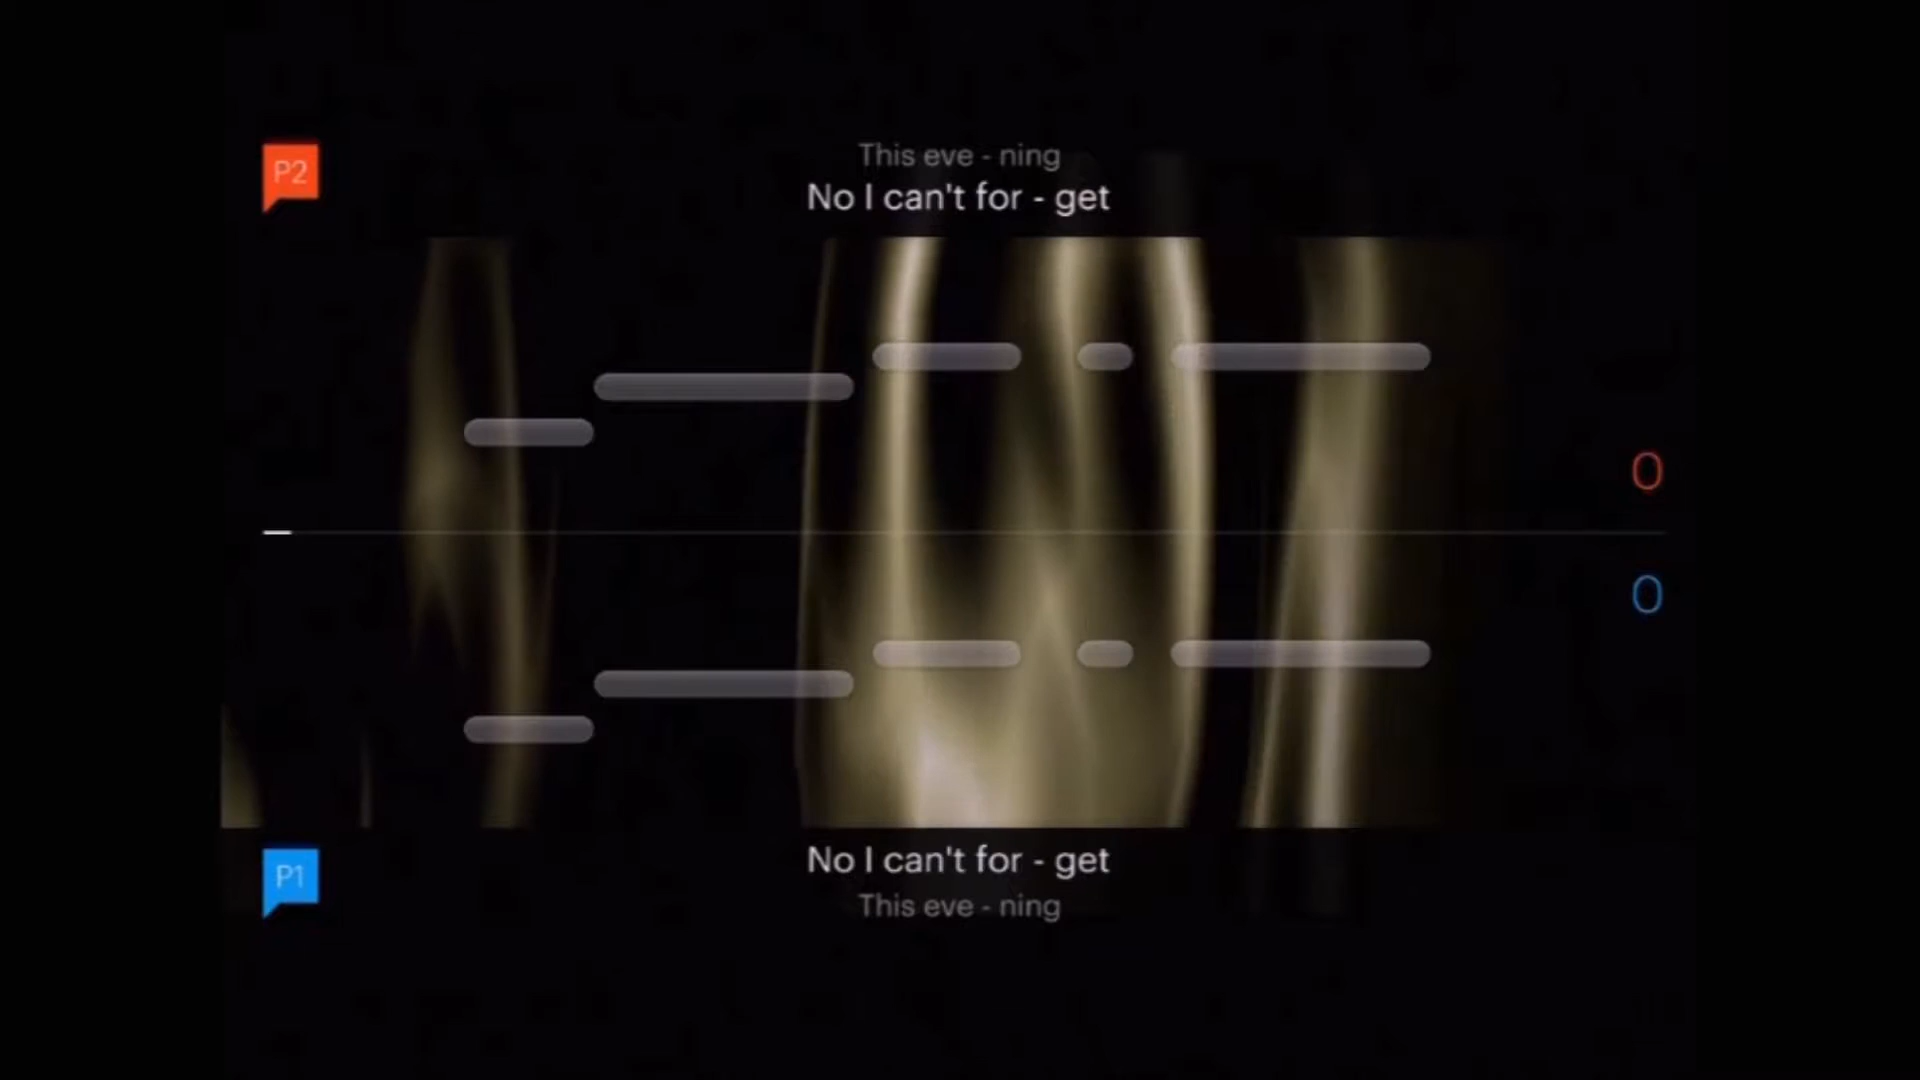 P2
This eve - ning
No I can't for - get
0
0
No I can't for - get
This eve - ning
P1